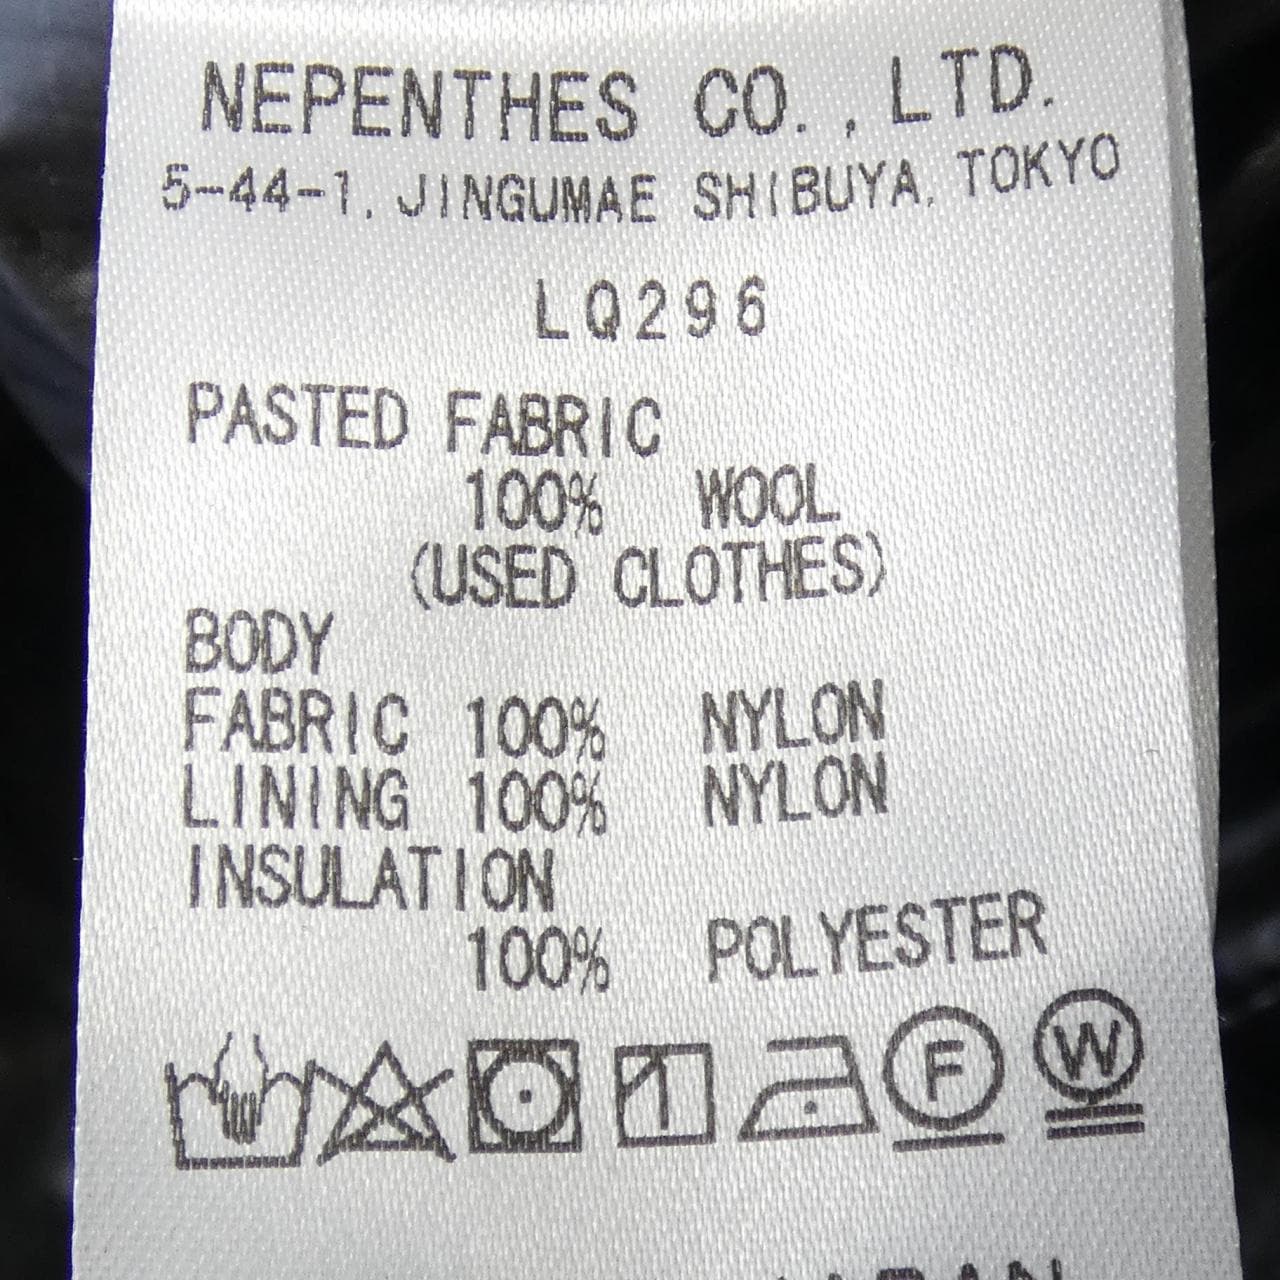 NEPENTHES CO., LTD.
5-44-1, JINGUMAE SHIBUYA, TOKYO
LQ296
PASTED FABRIC
100% WOOL
(USED CLOTHES)
BODY
FABRIC 100% NYLON
LINING 100% NYLON
INSULATION
100% POLYESTER
F W